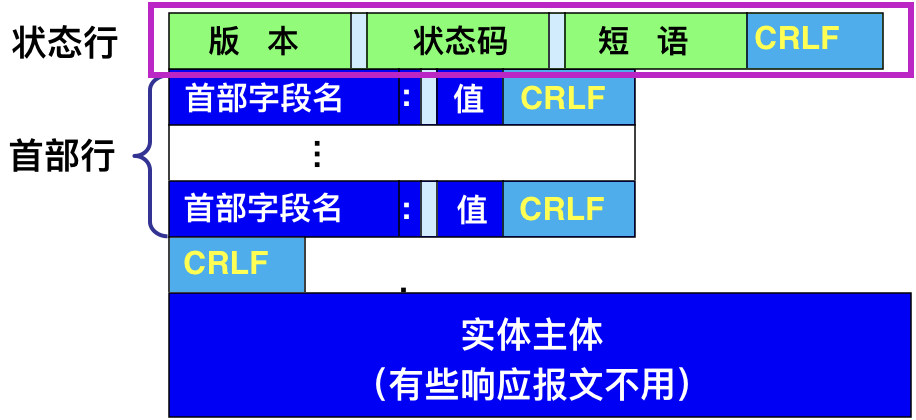 状态行 版 本 状态码 短 语 CRLF
首部字段名 : 值 CRLF
首部行 ⋮
首部字段名 : 值 CRLF
CRLF
实体主体
（有些响应报文不用）